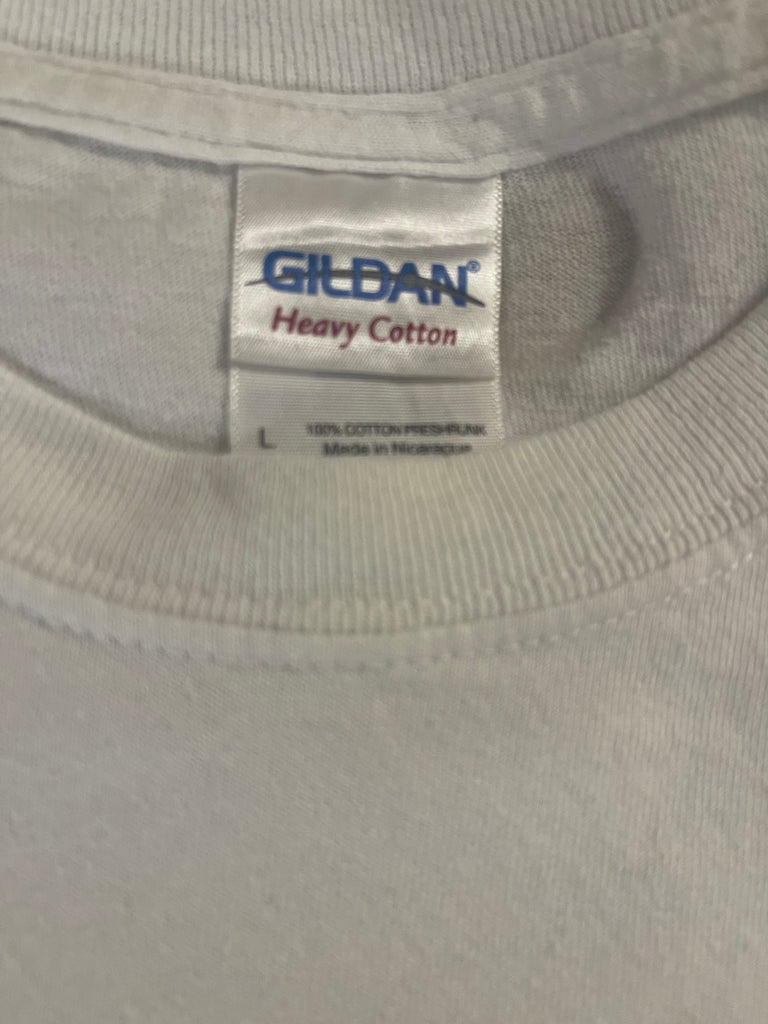 GILDAN®
Heavy Cotton
L 100% COTTON PRESHRUNK
Made in Nicaragua